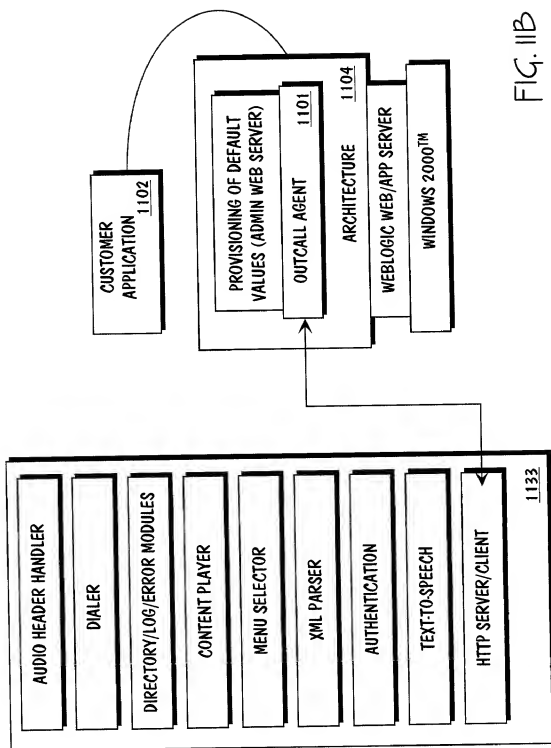 AUDIO HEADER HANDLER
DIALER
DIRECTORY/LOG/ERROR MODULES
CONTENT PLAYER
MENU SELECTOR
XML PARSER
AUTHENTICATION
TEXT-TO-SPEECH
HTTP SERVER/CLIENT
1133
CUSTOMER
APPLICATION
1102
PROVISIONING OF DEFAULT
VALUES (ADMIN WEB SERVER)
OUTCALL AGENT
1101
ARCHITECTURE
1104
WEBLOGIC WEB/APP SERVER
WINDOWS 2000™
FIG. 11B